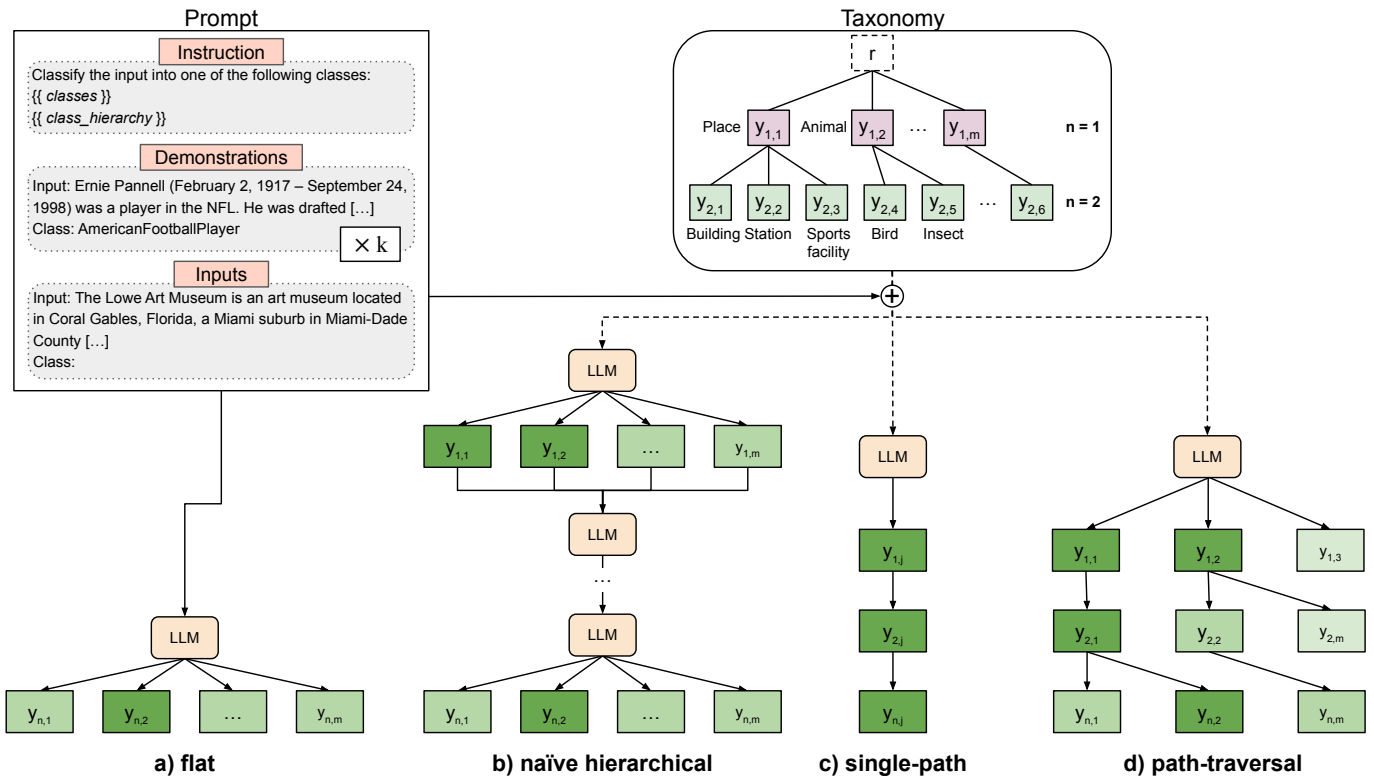 Prompt
Instruction
Classify the input into one of the following classes:
{{ classes }}
{{ class_hierarchy }}
Demonstrations
Input: Ernie Pannell (February 2, 1917 – September 24,
1998) was a player in the NFL. He was drafted […]
Class: AmericanFootballPlayer
× k
Inputs
Input: The Lowe Art Museum is an art museum located
in Coral Gables, Florida, a Miami suburb in Miami-Dade
County […]
Class:
Taxonomy
r
Place y1,1 Animal y1,2 … y1,m n = 1
y2,1 y2,2 y2,3 y2,4 y2,5 … y2,6 n = 2
Building Station Sports facility Bird Insect
+
LLM
yn,1 yn,2 … yn,m
a) flat
LLM
y1,1 y1,2 … y1,m
LLM
…
LLM
yn,1 yn,2 … yn,m
b) naïve hierarchical
LLM
y1,j
y2,j
yn,j
c) single-path
LLM
y1,1 y1,2 y1,3
y2,1 y2,2 y2,m
yn,1 yn,2 yn,m
d) path-traversal